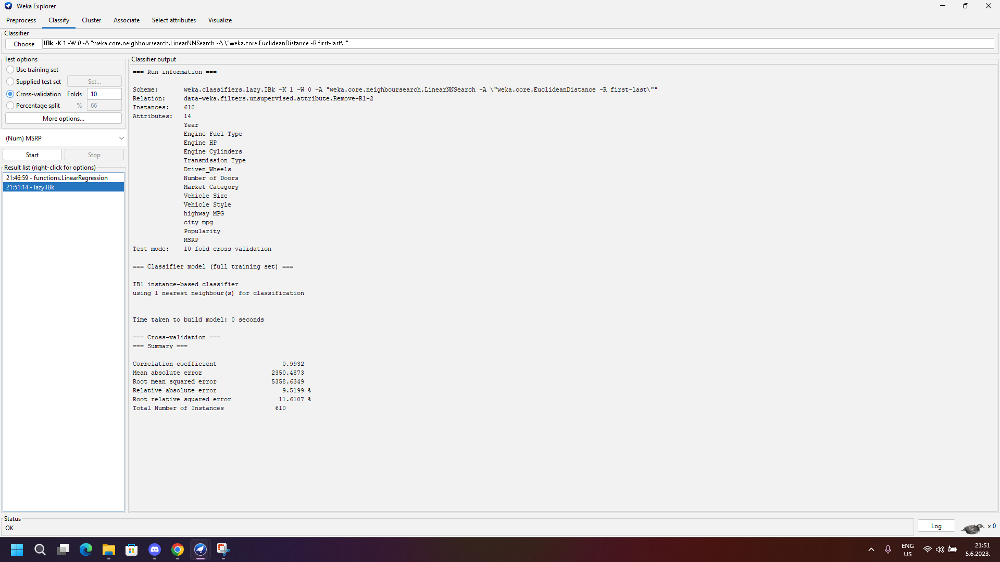 Weka Explorer
Preprocess Classify Cluster Associate Select attributes Visualize
Classifier
Choose IBk -K 1 -W 0 -A "weka.core.neighboursearch.LinearNNSearch -A \"weka.core.EuclideanDistance -R first-last\""
Test options
Use training set
Supplied test set Set...
Cross-validation Folds 10
Percentage split % 66
More options...
(Num) MSRP
Start Stop
Result list (right-click for options)
21:46:59 - functions.LinearRegression
21:51:14 - lazy.IBk
Classifier output
=== Run information ===
Scheme: weka.classifiers.lazy.IBk -K 1 -W 0 -A "weka.core.neighboursearch.LinearNNSearch -A \"weka.core.EuclideanDistance -R first-last\""
Relation: data-weka.filters.unsupervised.attribute.Remove-R1-2
Instances: 610
Attributes: 14
Year
Engine Fuel Type
Engine HP
Engine Cylinders
Transmission Type
Driven_Wheels
Number of Doors
Market Category
Vehicle Size
Vehicle Style
highway MPG
city mpg
Popularity
MSRP
Test mode: 10-fold cross-validation
=== Classifier model (full training set) ===
IB1 instance-based classifier
using 1 nearest neighbour(s) for classification
Time taken to build model: 0 seconds
=== Cross-validation ===
=== Summary ===
Correlation coefficient 0.9932
Mean absolute error 2350.4873
Root mean squared error 5358.6349
Relative absolute error 9.5199 %
Root relative squared error 11.6107 %
Total Number of Instances 610
Status
OK
Log x 0
ENG
US
21:51
5.6.2023.